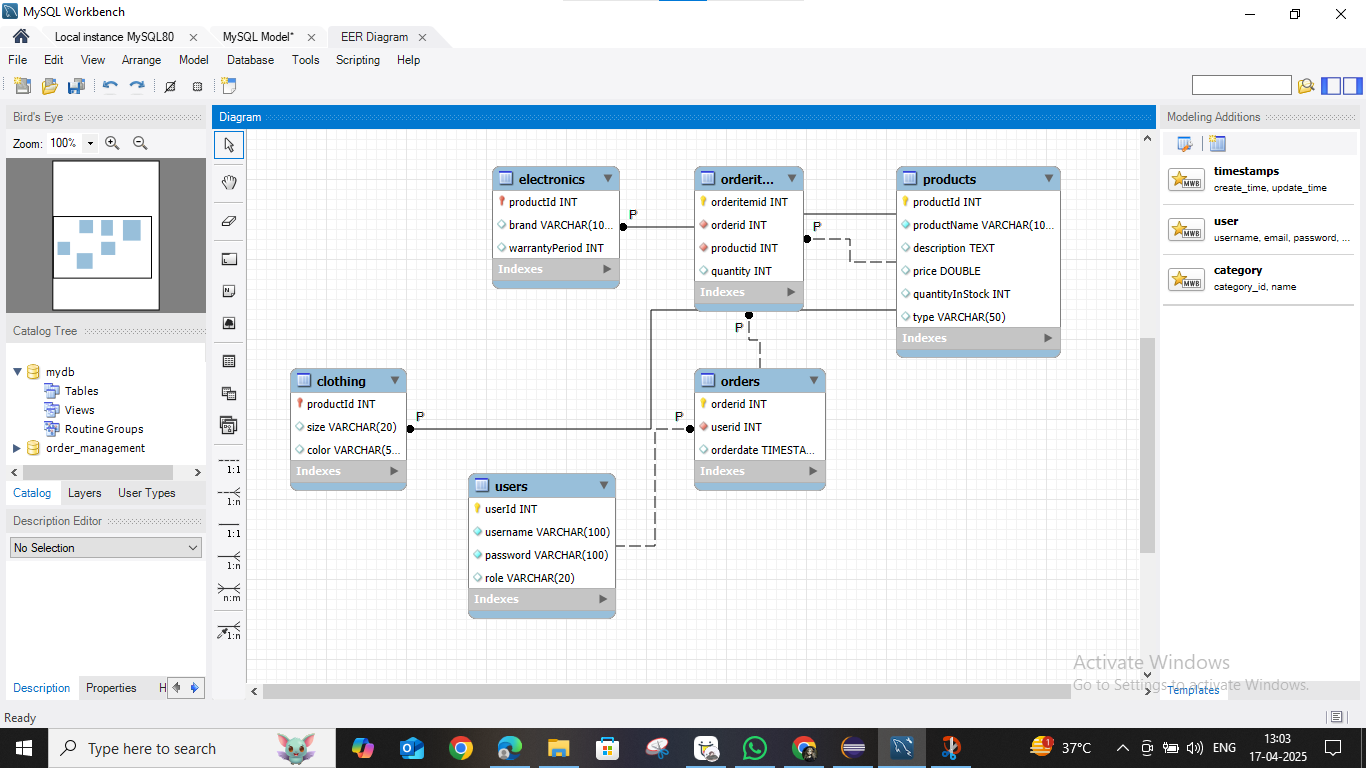 MySQL Workbench
Local instance MySQL80
MySQL Model*
EER Diagram
File Edit View Arrange Model Database Tools Scripting Help
Bird's Eye
Zoom: 100%
Catalog Tree
mydb
Tables
Views
Routine Groups
order_management
Catalog Layers User Types
Description Editor
No Selection
Description Properties H
Ready
Diagram
1:1
1:n
1:1
1:n
n:m
1:n
electronics
productId INT
brand VARCHAR(10...
warrantyPeriod INT
Indexes
P
orderit...
orderitemid INT
orderid INT
productid INT
quantity INT
Indexes
P
P
products
productId INT
productName VARCHAR(10...
description TEXT
price DOUBLE
quantityInStock INT
type VARCHAR(50)
Indexes
clothing
productId INT
size VARCHAR(20)
color VARCHAR(5...
Indexes
P
orders
orderid INT
userid INT
orderdate TIMESTA...
Indexes
P
users
userId INT
username VARCHAR(100)
password VARCHAR(100)
role VARCHAR(20)
Indexes
Modeling Additions
MWB
timestamps
create_time, update_time
MWB
user
username, email, password, ...
MWB
category
category_id, name
Templates
Activate Windows
Go to Settings to activate Windows.
Type here to search
37°C
ENG
13:03
17-04-2025